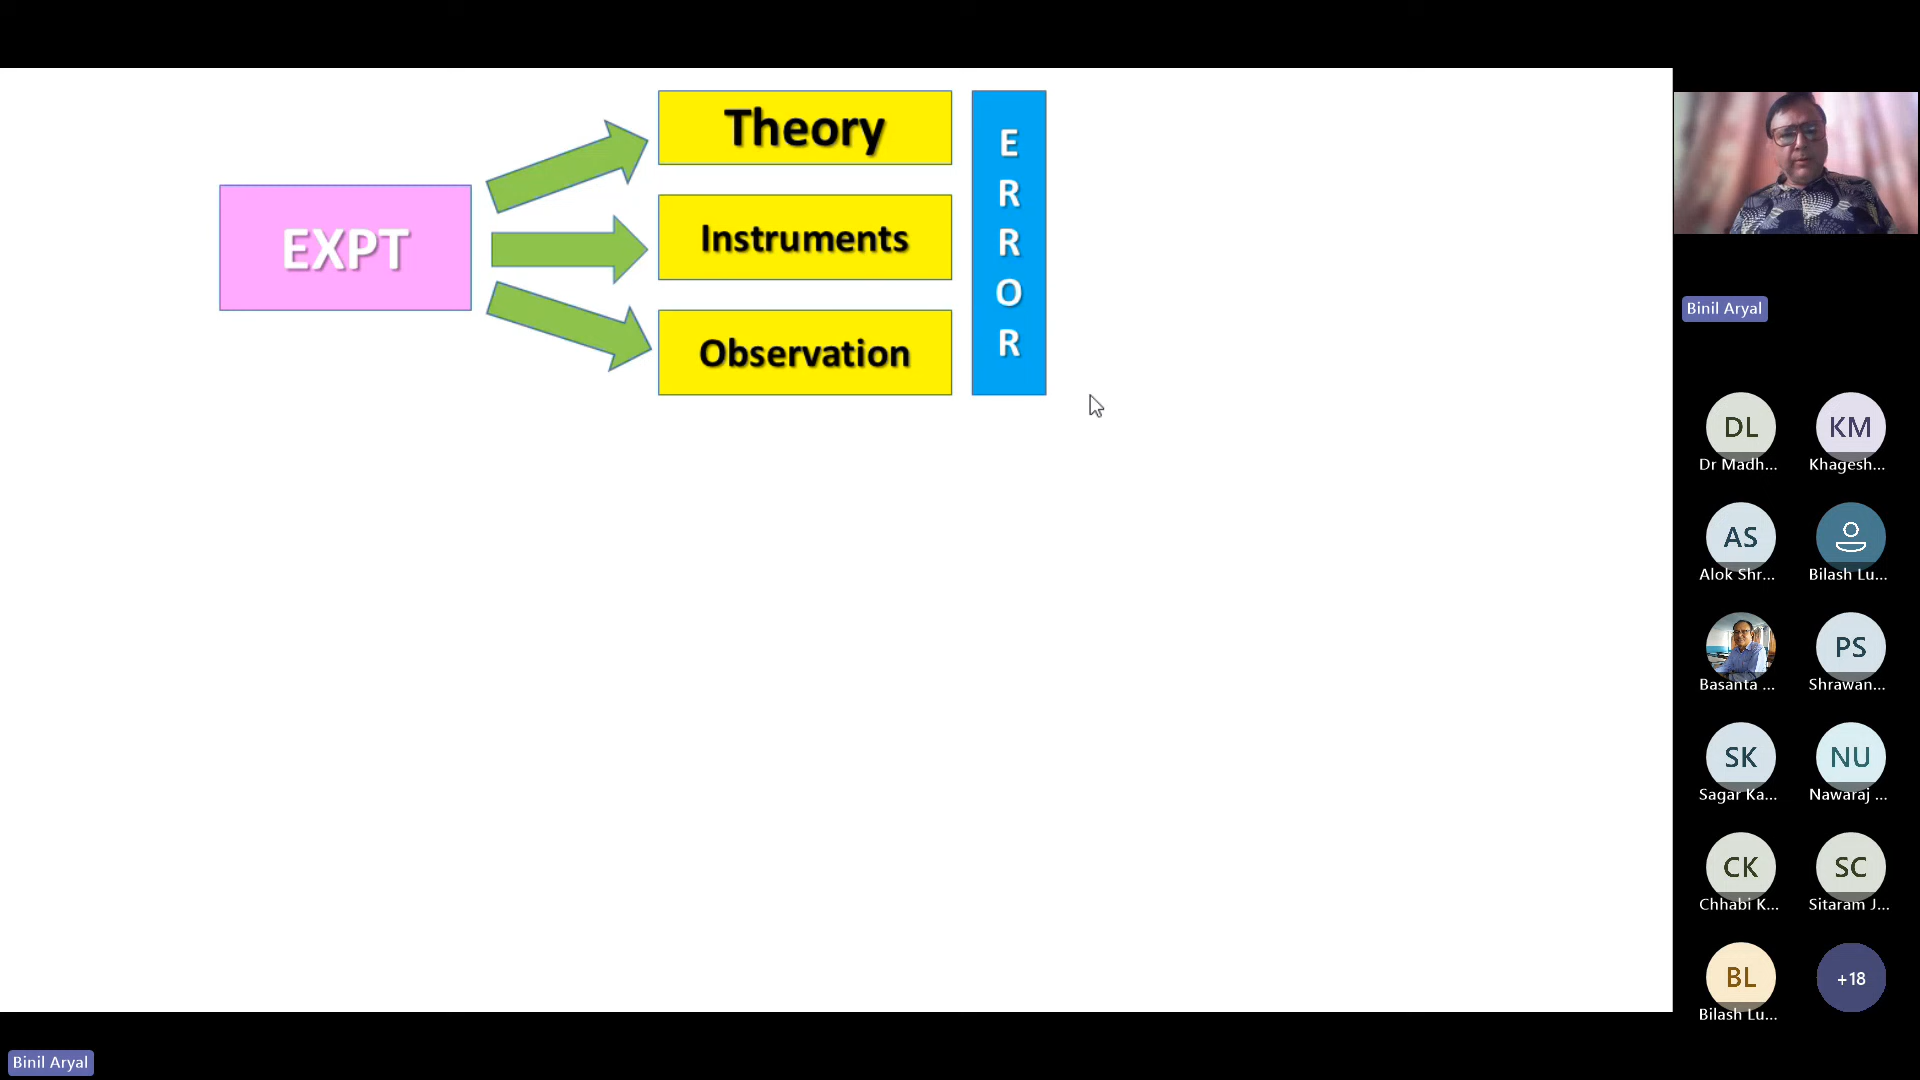 Theory
EXPT
Instruments
Observation
E
R
R
O
R
Binil Aryal
DL
Dr Madh...
KM
Khagesh...
AS
Alok Shr...
Bilash Lu...
Basanta ...
PS
Shrawan...
SK
Sagar Ka...
NU
Nawaraj ...
CK
Chhabi K...
SC
Sitaram J...
BL
Bilash Lu...
+18
Binil Aryal